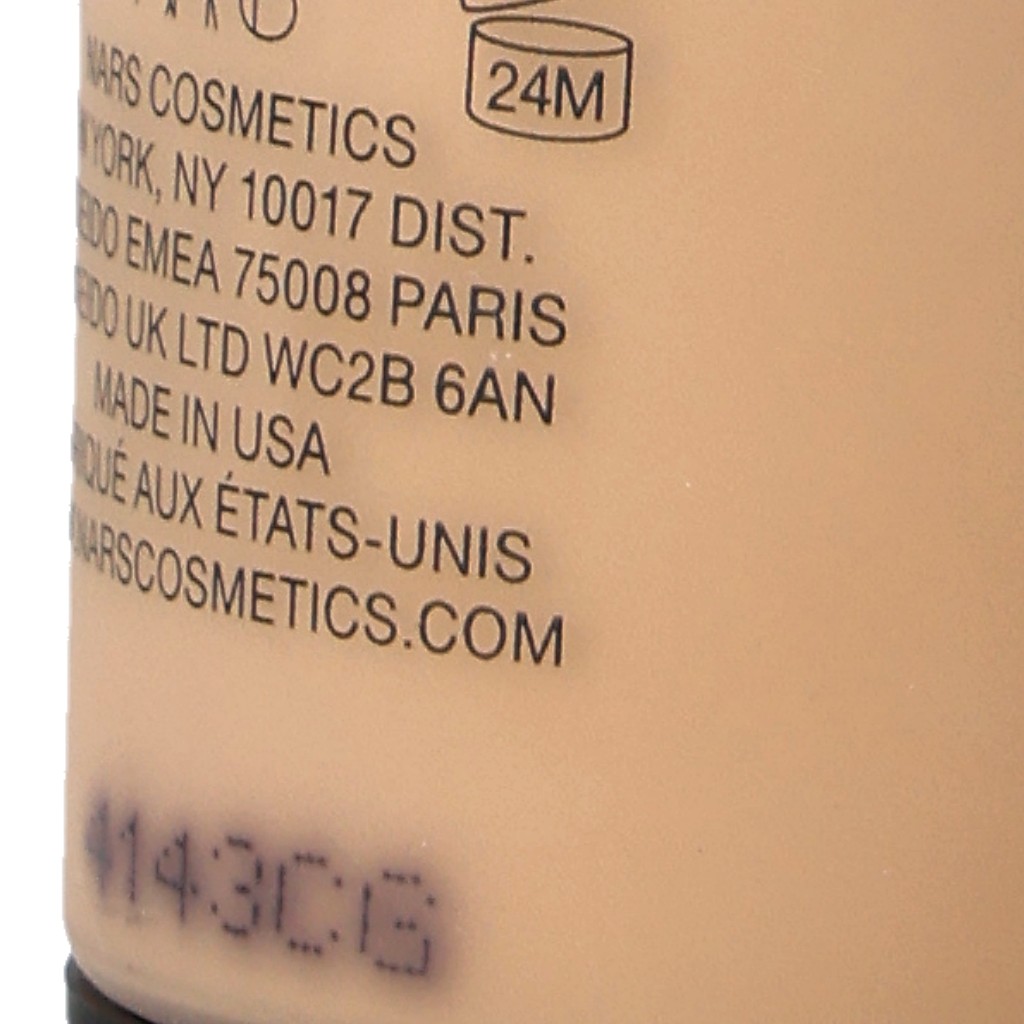 24M
NARS COSMETICS
YORK, NY 10017 DIST.
EMEA 75008 PARIS
UK LTD WC2B 6AN
MADE IN USA
AUX ÉTATS-UNIS
NARSCOSMETICS.COM
4143CG